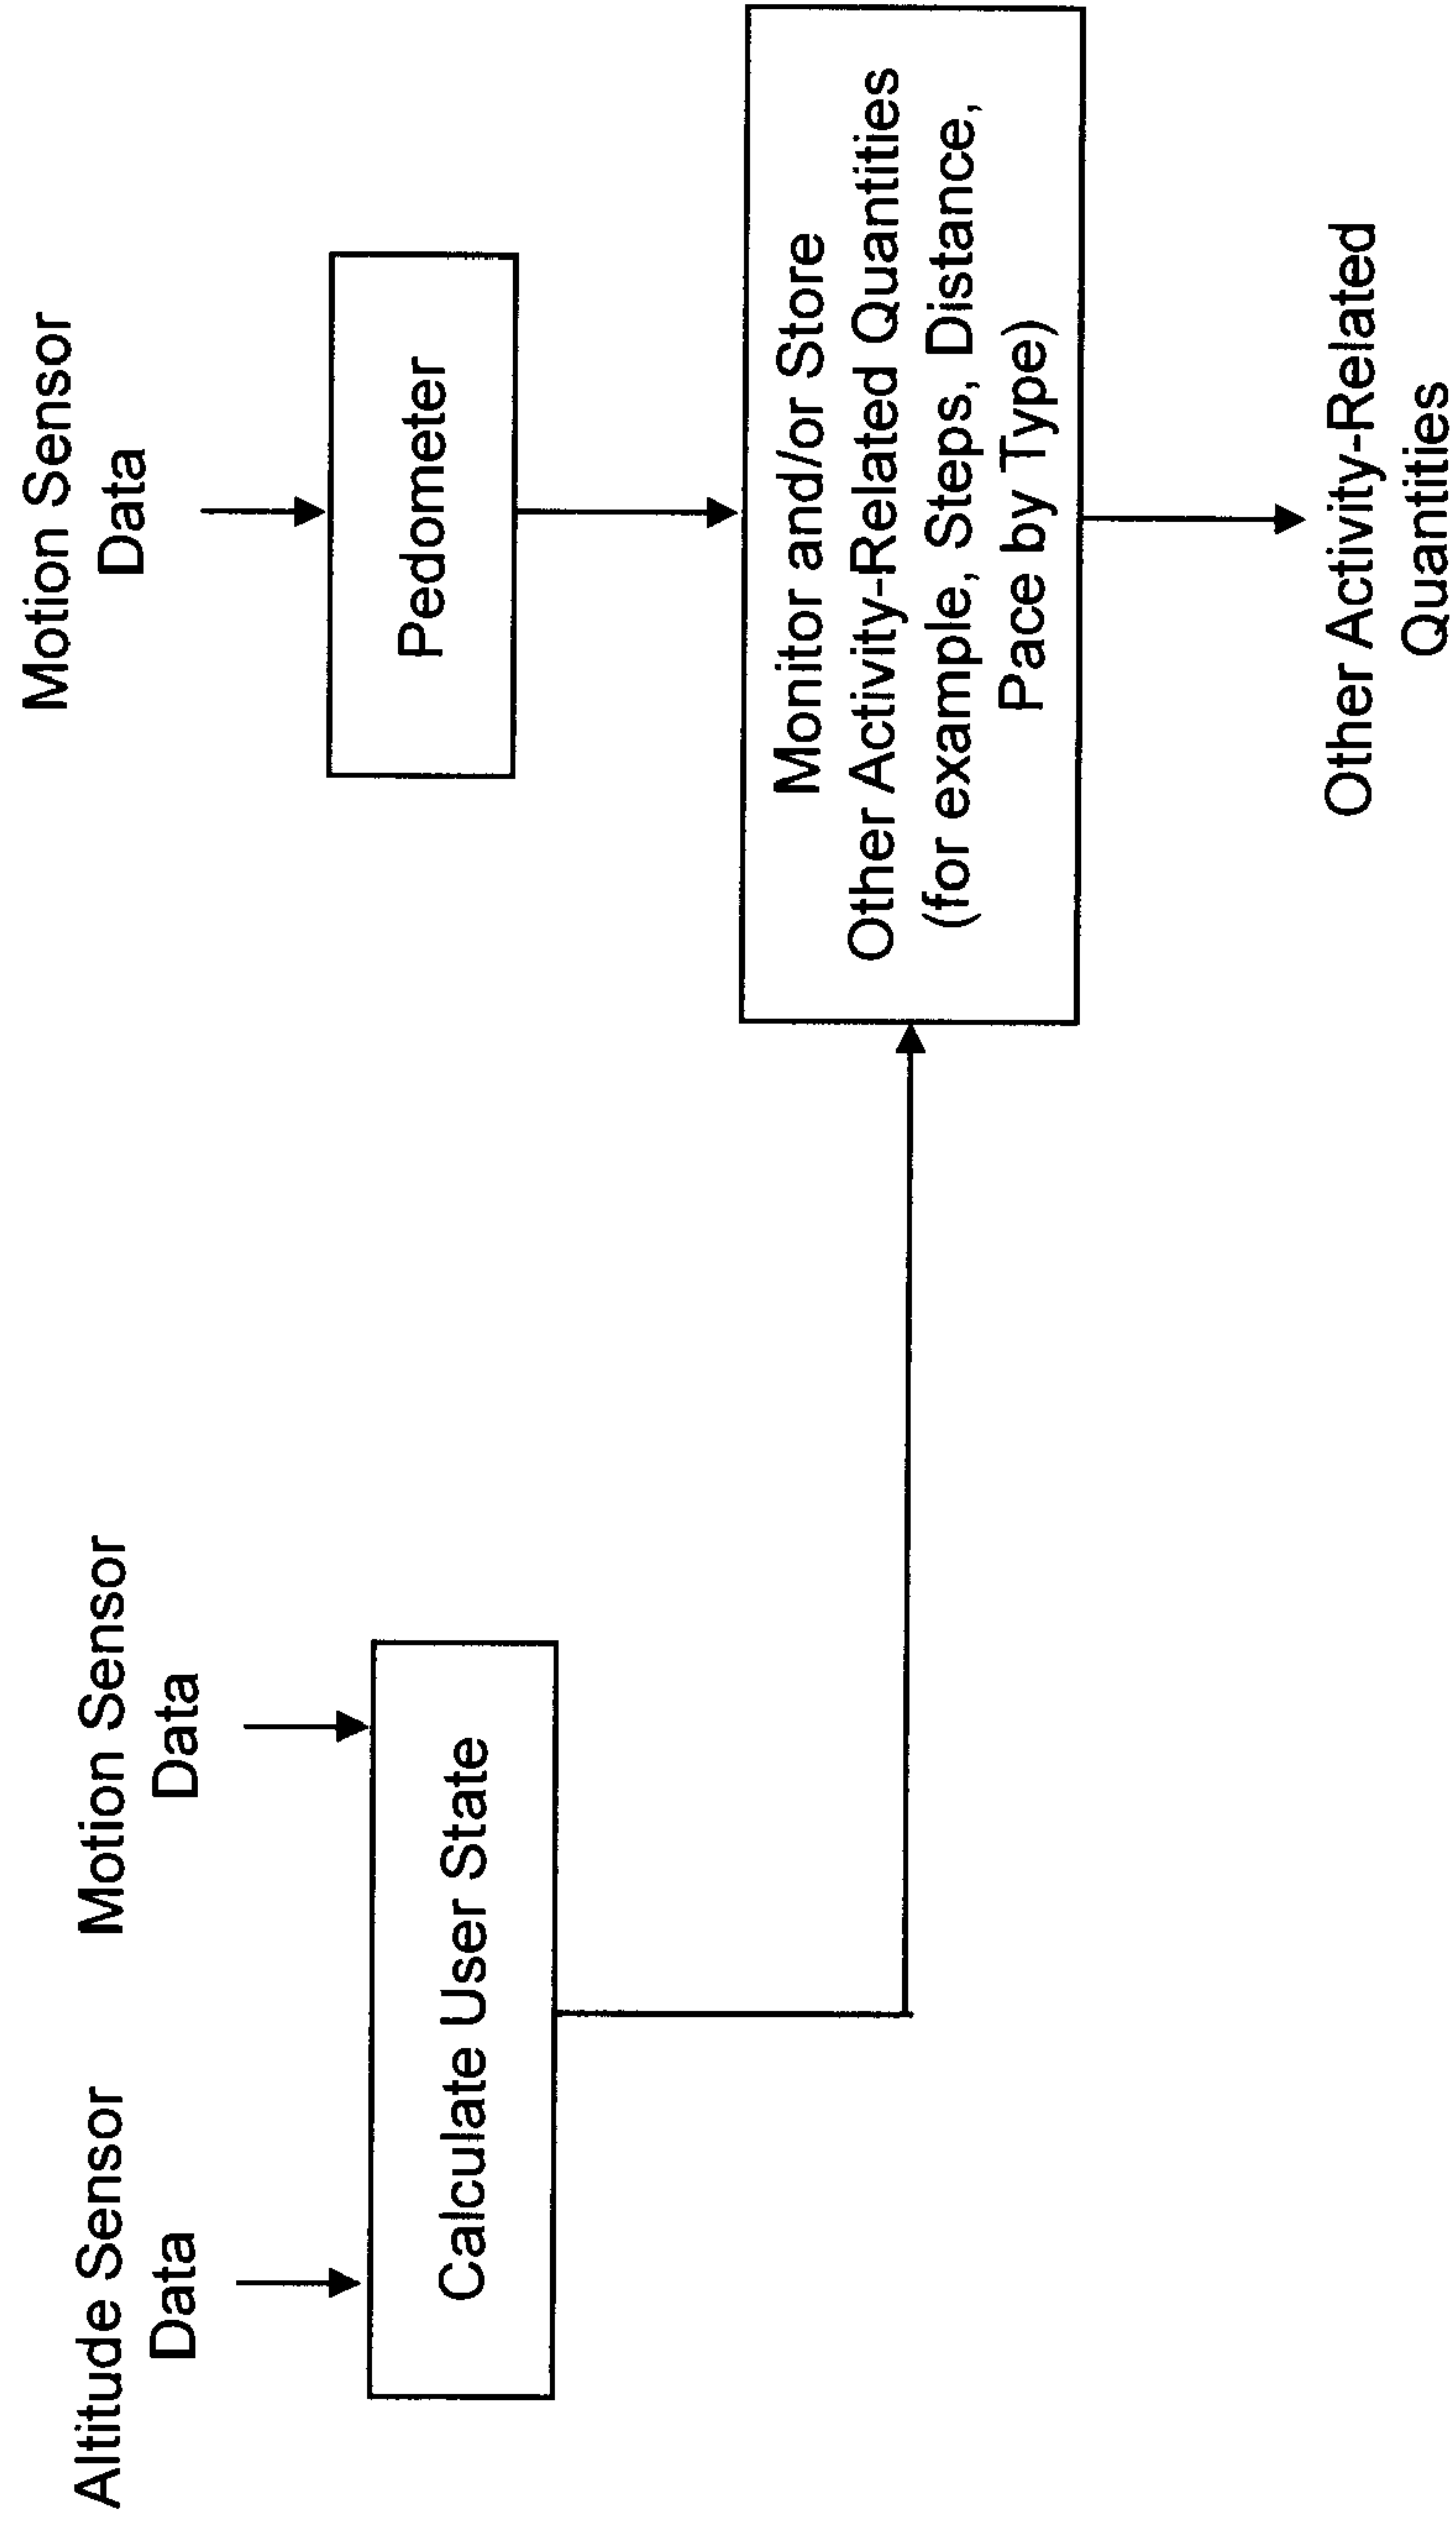 Altitude Sensor
Data
Motion Sensor
Data
Calculate User State
Motion Sensor
Data
Pedometer
Monitor and/or Store
Other Activity-Related Quantities
(for example, Steps, Distance,
Pace by Type)
Other Activity-Related
Quantities